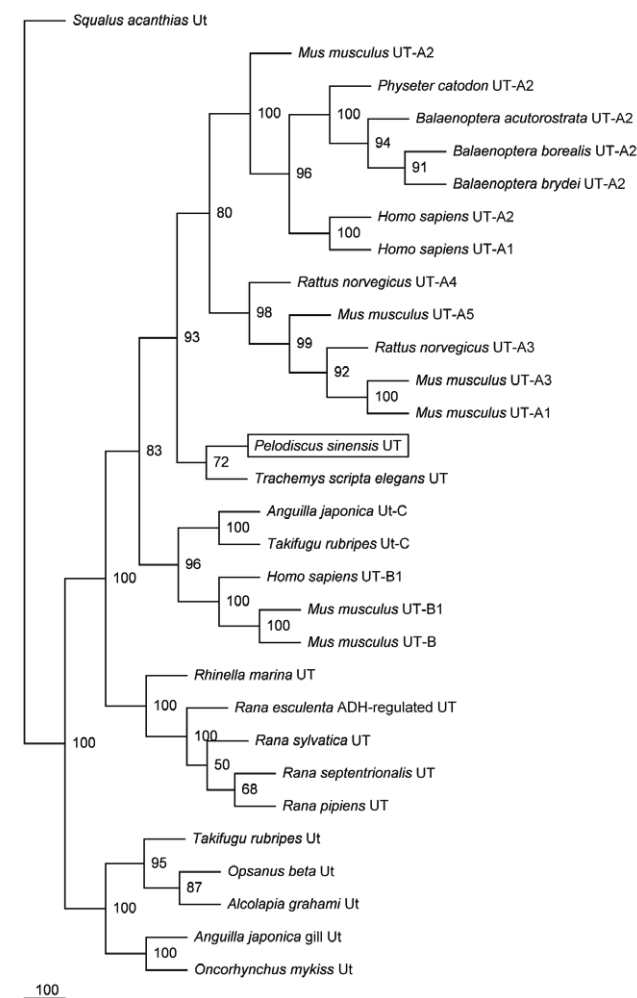 Squalus acanthias Ut
Mus musculus UT-A2
Physeter catodon UT-A2
100
100
Balaenoptera acutorostrata UT-A2
94
Balaenoptera borealis UT-A2
91
96
Balaenoptera brydei UT-A2
80
Homo sapiens UT-A2
100
Homo sapiens UT-A1
Rattus norvegicus UT-A4
98
Mus musculus UT-A5
93
99
Rattus norvegicus UT-A3
92
Mus musculus UT-A3
100
Mus musculus UT-A1
Pelodiscus sinensis UT
83
72
Trachemys scripta elegans UT
Anguilla japonica Ut-C
100
Takifugu rubripes Ut-C
96
100
Homo sapiens UT-B1
100
Mus musculus UT-B1
100
Mus musculus UT-B
Rhinella marina UT
100
Rana esculenta ADH-regulated UT
100
100
Rana sylvatica UT
50
Rana septentrionalis UT
68
Rana pipiens UT
Takifugu rubripes Ut
95
Opsanus beta Ut
87
Alcolapia grahami Ut
100
Anguilla japonica gill Ut
100
Oncorhynchus mykiss Ut
100